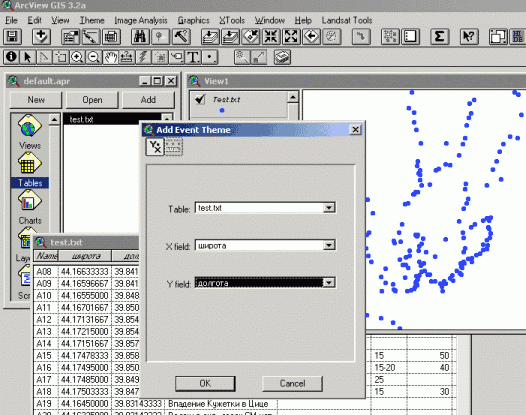 ArcView GIS 3.2a
File Edit View Theme Image Analysis Graphics XTools Window Help Landsat Tools
default.apr
New Open Add
test.txt
Views
Tables
Charts
View1
Test.txt
Add Event Theme
Table: test.txt
X field: широта
Y field: долгота
OK Cancel
test.txt
Name широта
A08 44.16633333 39.841
A09 44.16596667 39.841
A10 44.16555000 39.848
A11 44.16701667 39.850
A12 44.17131667 39.854
A13 44.17215000 39.854
A14 44.17151667 39.857
A15 44.17478333 39.858 15 50
A16 44.17495000 39.850 15-20 40
A17 44.17485000 39.849 25
A18 44.17503333 39.847 15 30
A19 44.16450000 39.83143333 Впадение Кужетки в Цице